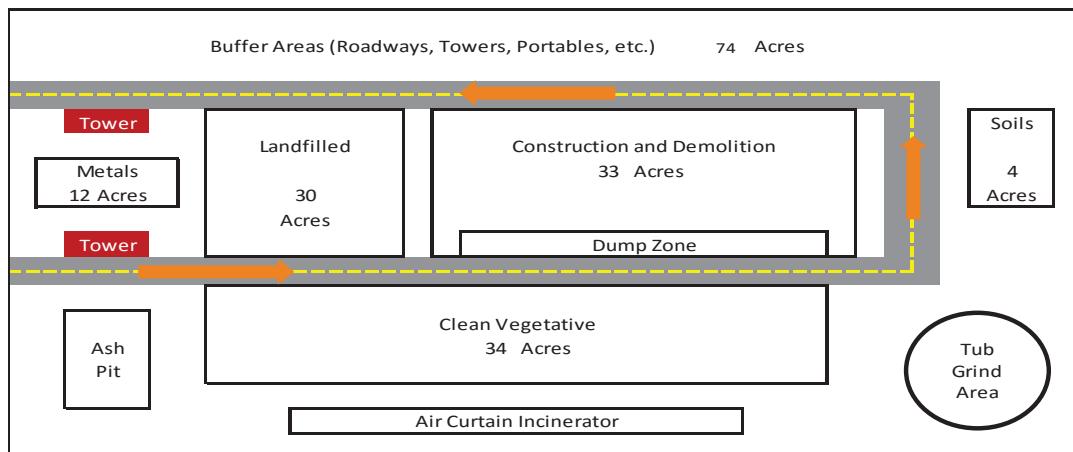 Buffer Areas (Roadways, Towers, Portables, etc.) 74 Acres
Tower
Metals
12 Acres
Tower
Landfilled
30
Acres
Construction and Demolition
33 Acres
Dump Zone
Soils
4
Acres
Ash
Pit
Clean Vegetative
34 Acres
Tub
Grind
Area
Air Curtain Incinerator